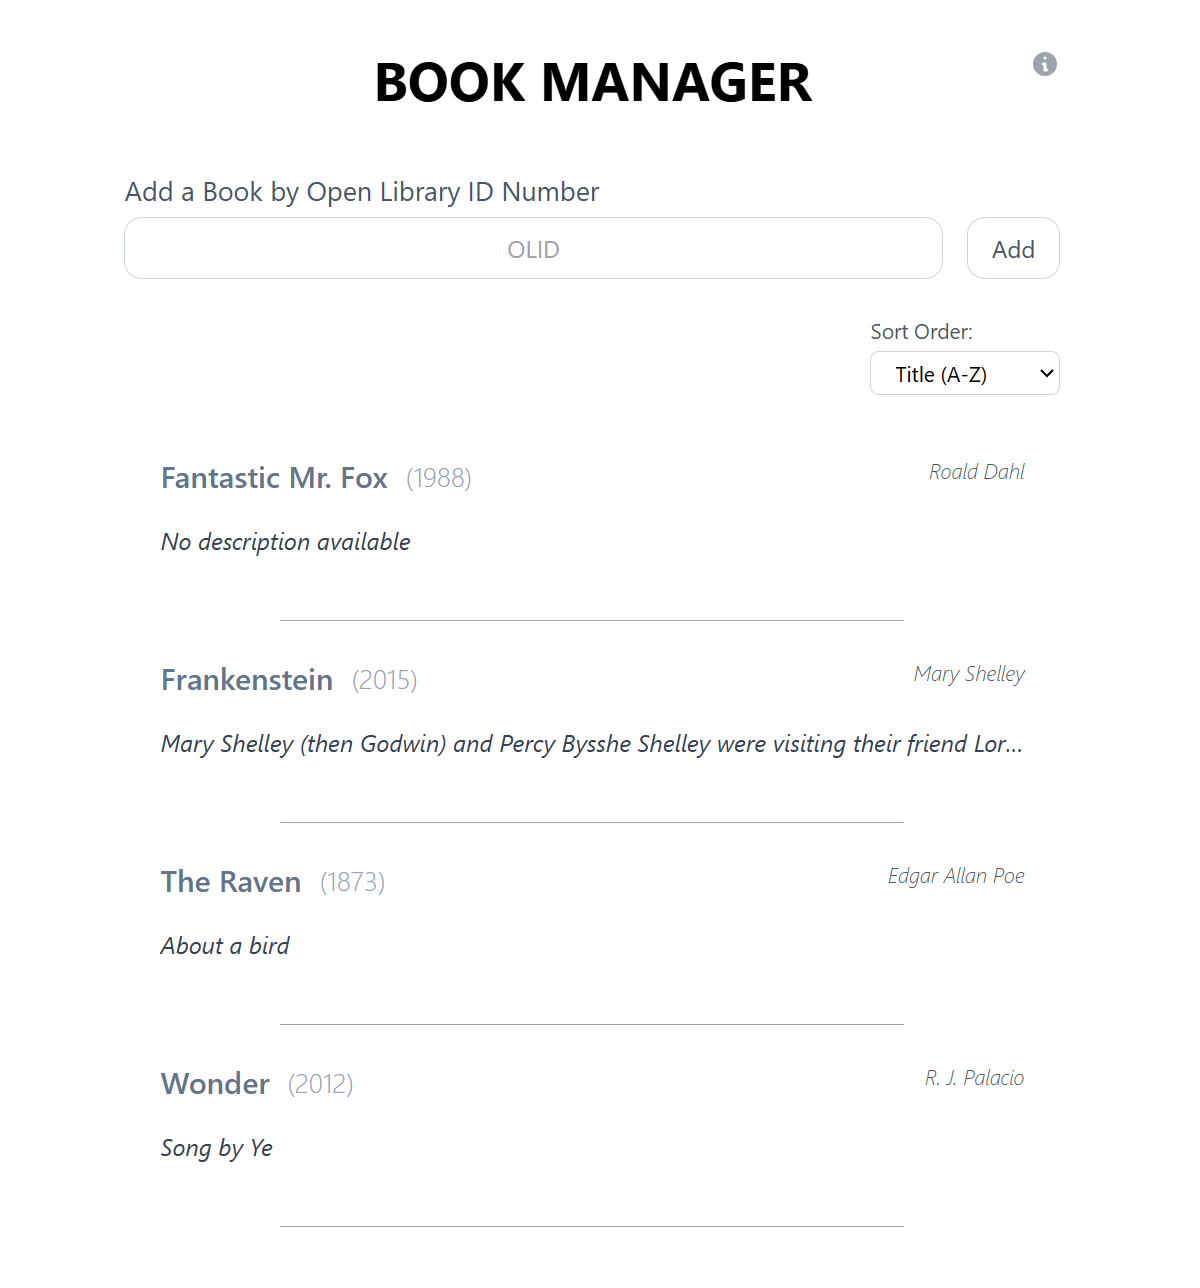 BOOK MANAGER
Add a Book by Open Library ID Number
OLID
Add
Sort Order:
Title (A-Z)
Fantastic Mr. Fox (1988) Roald Dahl
No description available
Frankenstein (2015) Mary Shelley
Mary Shelley (then Godwin) and Percy Bysshe Shelley were visiting their friend Lor...
The Raven (1873) Edgar Allan Poe
About a bird
Wonder (2012) R. J. Palacio
Song by Ye